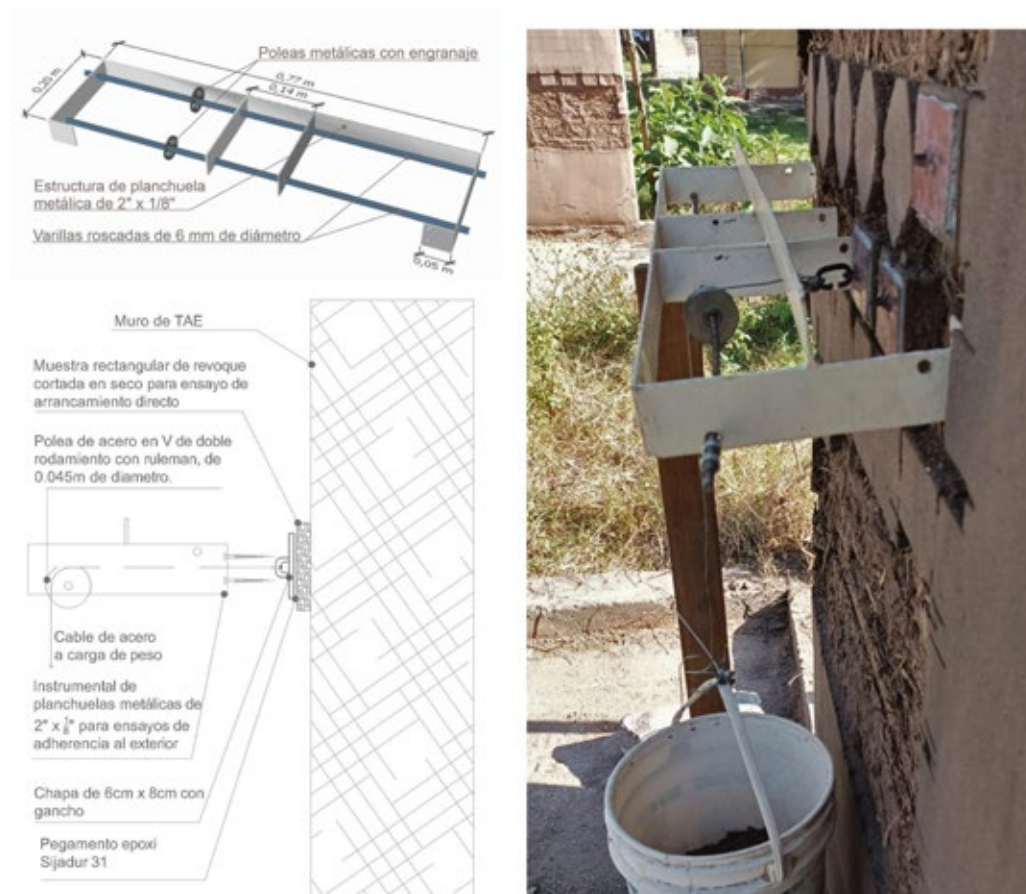 Poleas metálicas con engranaje
0,20 m
0,77 m
0,14 m
Estructura de planchuela
metálica de 2" x 1/8"
Varillas roscadas de 6 mm de diámetro
0,05 m
Muro de TAE
Muestra rectangular de revoque
cortada en seco para ensayo de
arrancamiento directo
Polea de acero en V de doble
rodamiento con ruleman, de
0.045m de diametro.
Cable de acero
a carga de peso
Instrumental de
planchuelas metálicas de
2" x 1/8" para ensayos de
adherencia al exterior
Chapa de 6cm x 8cm con
gancho
Pegamento epoxi
Sijadur 31